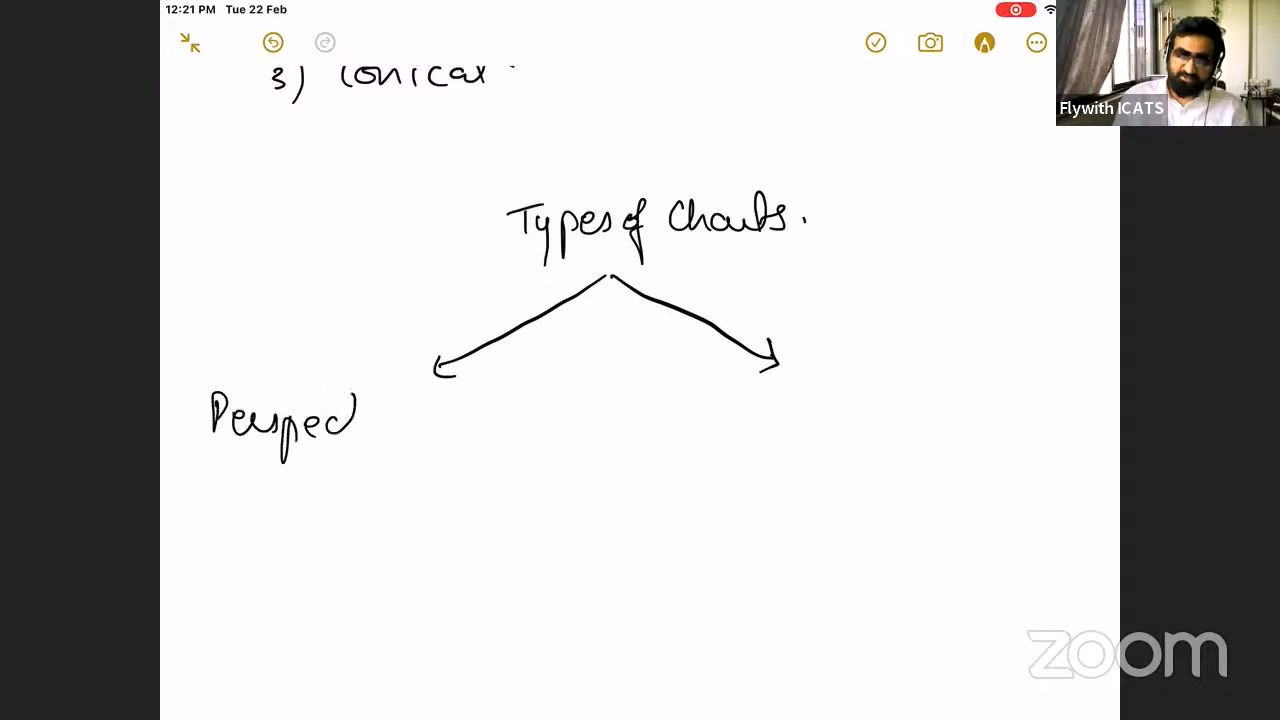 12:21 PM Tue 22 Feb
Flywith ICATS
3) Conical
Types of Charts.
Perspec
zoom